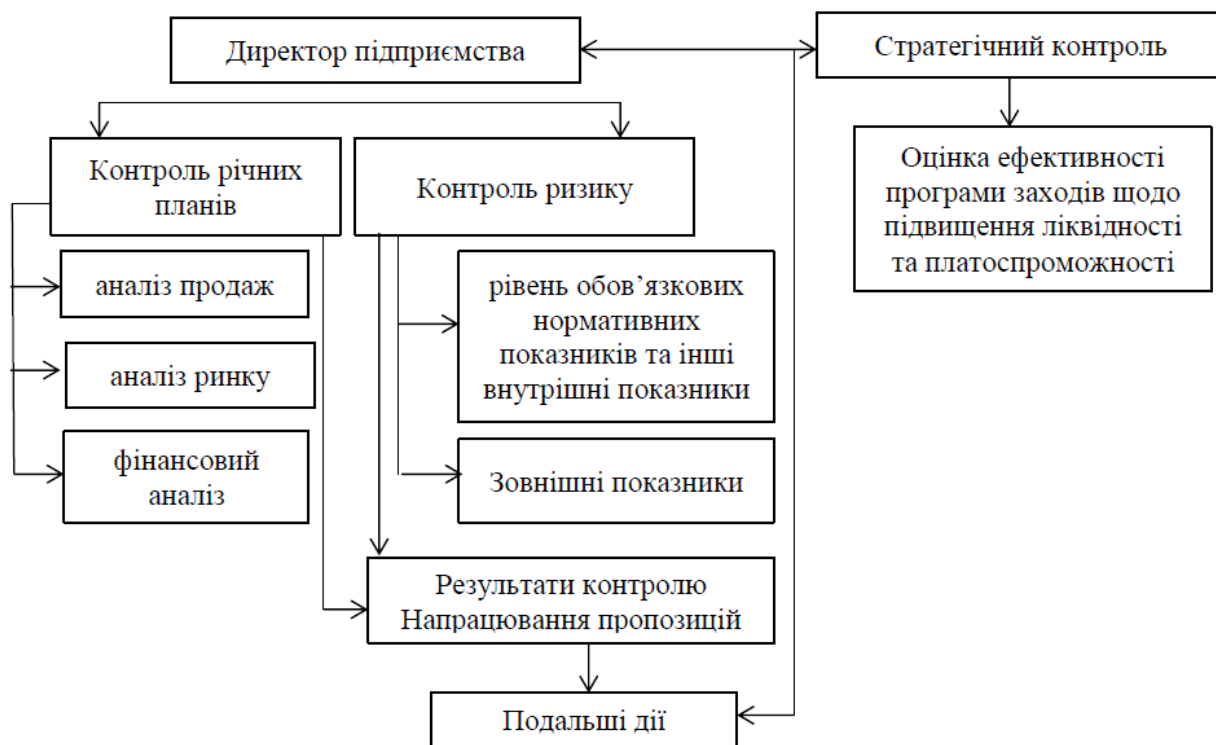 Директор підприємства
Стратегічний контроль
Контроль річних
планів
Контроль ризику
Оцінка ефективності
програми заходів щодо
підвищення ліквідності
та платоспроможності
аналіз продаж
аналіз ринку
фінансовий
аналіз
рівень обов’язкових
нормативних
показників та інші
внутрішні показники
Зовнішні показники
Результати контролю
Напрацювання пропозицій
Подальші дії